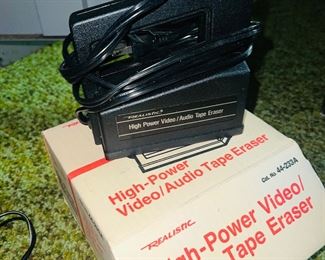 REALISTIC
High Power Video/Audio Tape Eraser
High-Power
Video/Audio Tape Eraser
Cat. No. 44-233A
REALISTIC
High-Power Video/
Tape Eraser